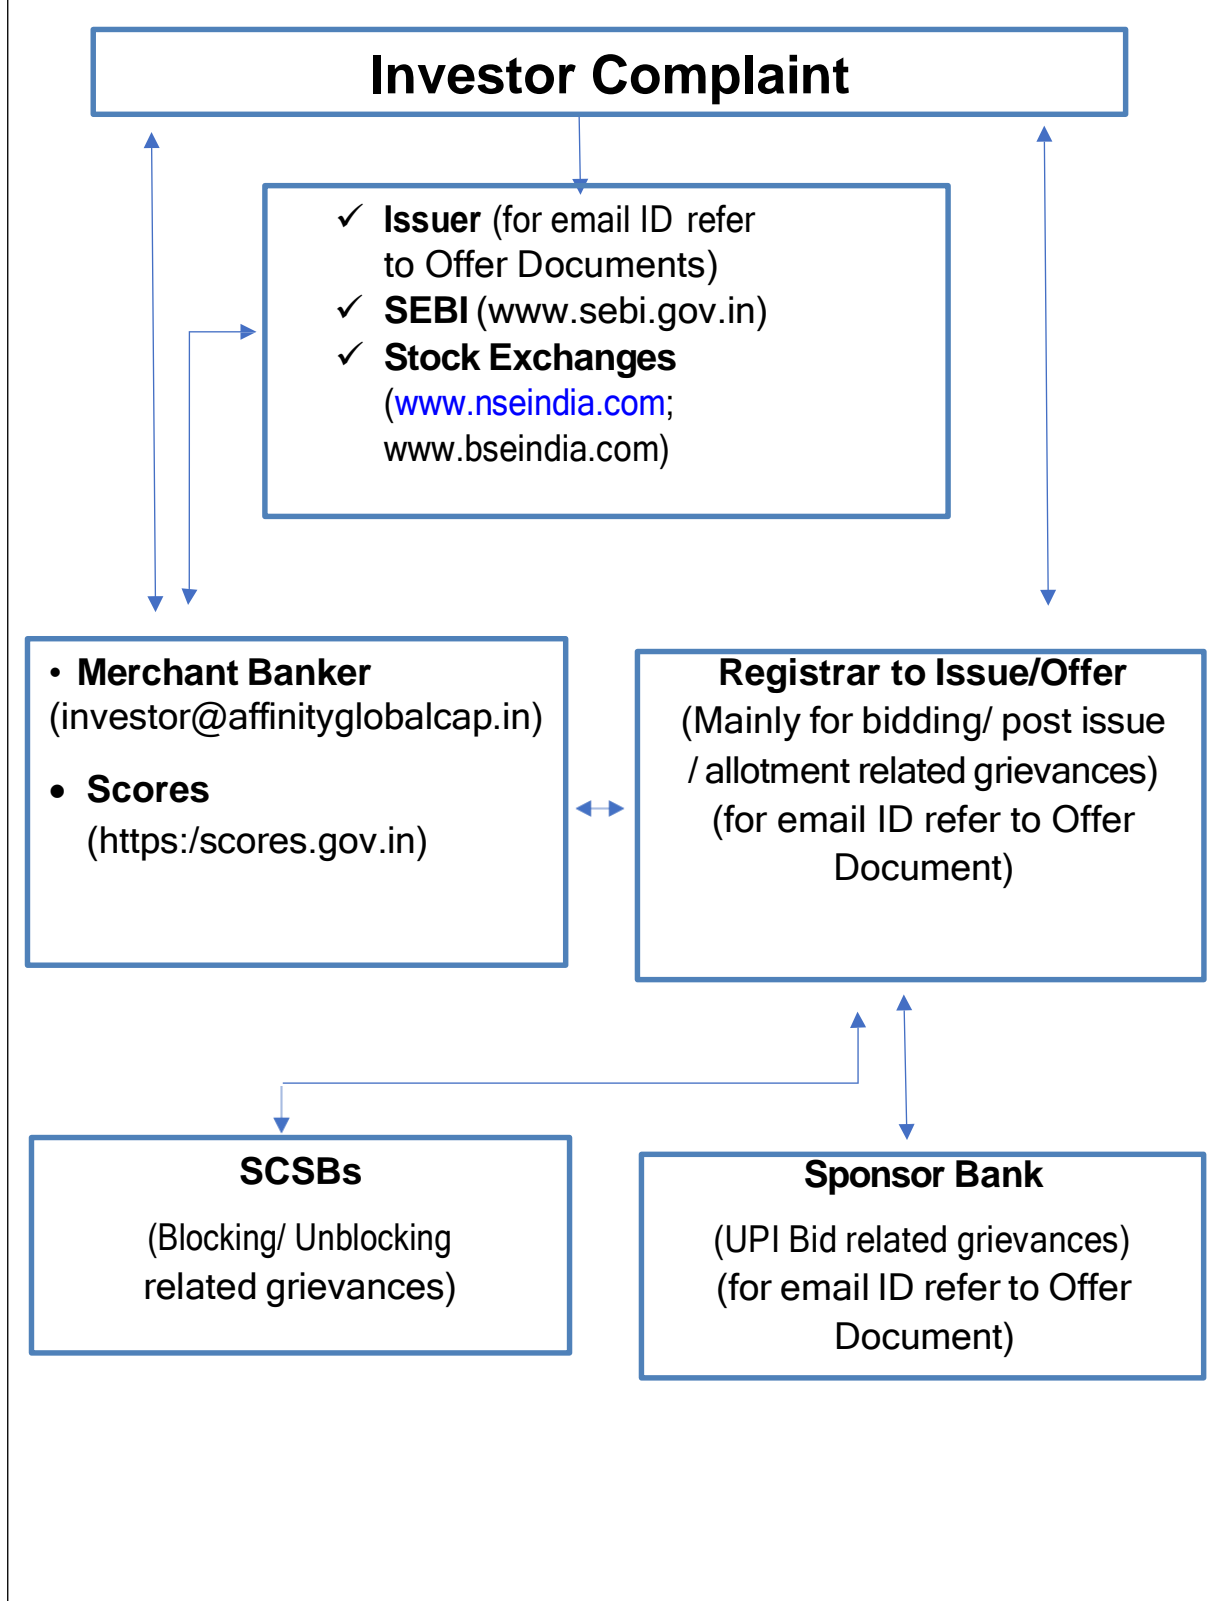 Investor Complaint
✓ Issuer (for email ID refer
to Offer Documents)
✓ SEBI (www.sebi.gov.in)
✓ Stock Exchanges
(www.nseindia.com;
www.bseindia.com)
• Merchant Banker
(investor@affinityglobalcap.in)
• Scores
(https:/scores.gov.in)
Registrar to Issue/Offer
(Mainly for bidding/ post issue
/ allotment related grievances)
(for email ID refer to Offer
Document)
SCSBs
(Blocking/ Unblocking
related grievances)
Sponsor Bank
(UPI Bid related grievances)
(for email ID refer to Offer
Document)